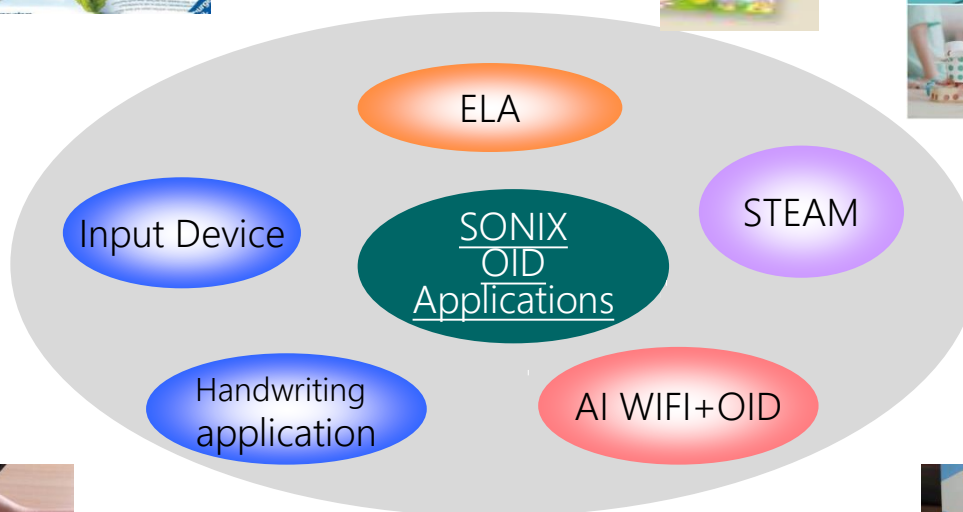 ELA
STEAM
Input Device
SONIX
OID
Applications
Handwriting
application
AI WIFI+OID